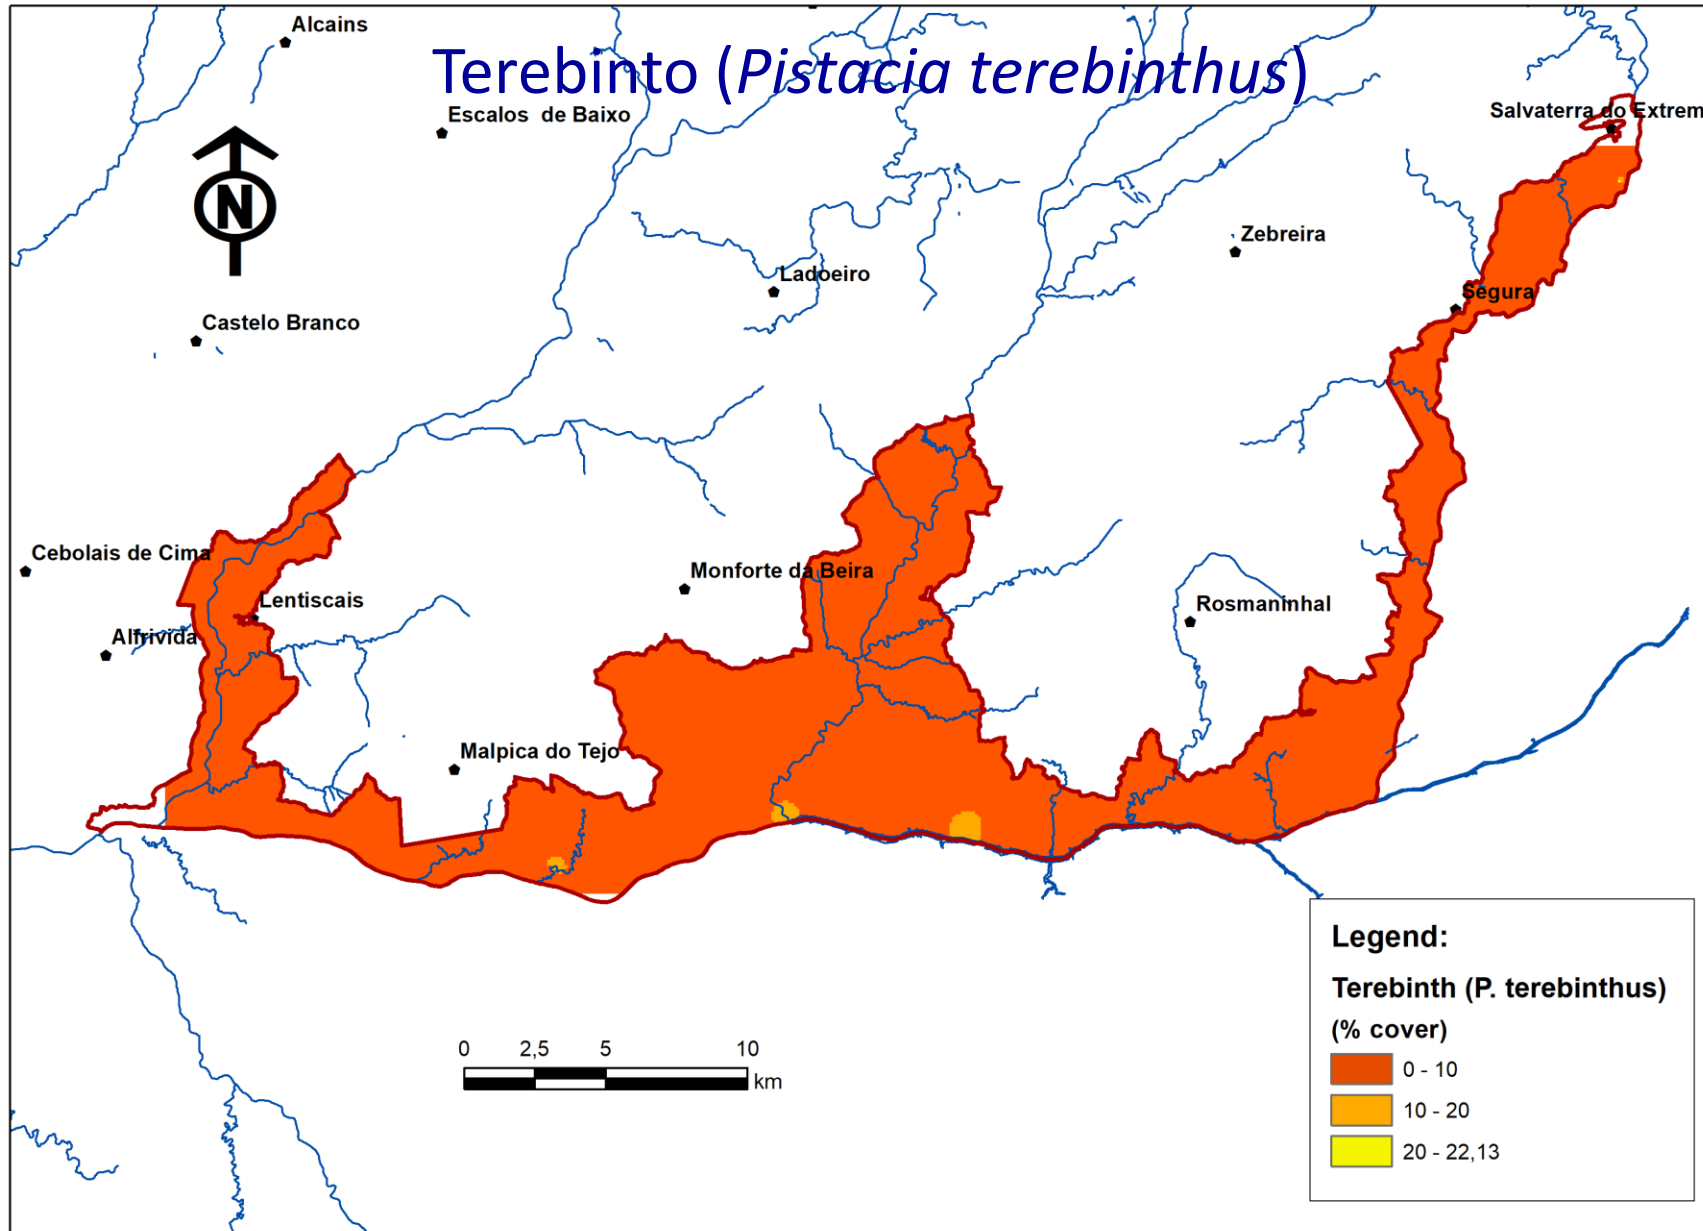 Alcains
Terebinto (Pistacia terebinthus)
Escalos de Baixo
Salvaterra do Extrem
N
Zebreira
Ladoeiro
Segura
Castelo Branco
Cebolais de Cima
Monforte da Beira
Lentiscais
Rosmaninhal
Alfrivida
Malpica do Tejo
Legend:
Terebinth (P. terebinthus)
(% cover)
0 - 10
10 - 20
20 - 22,13
0 2,5 5 10
km